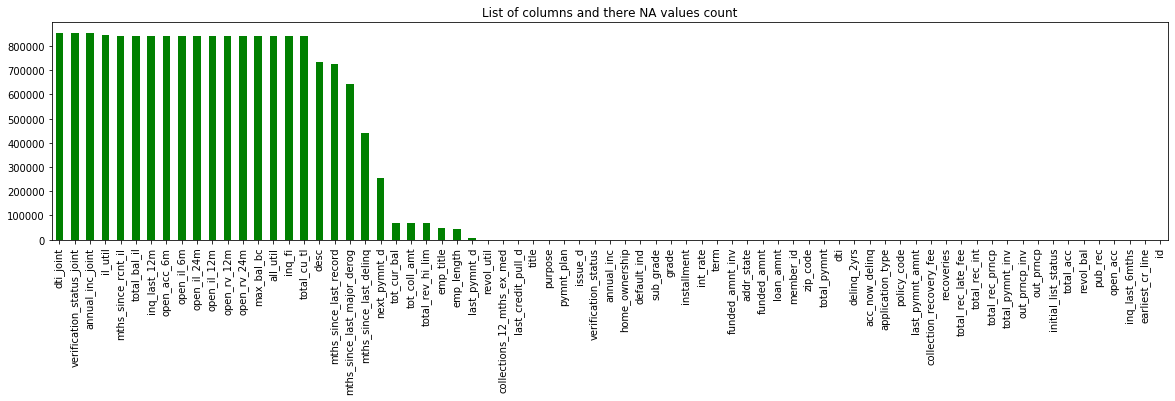 List of columns and there NA values count
800000
700000
600000
500000
400000
300000
200000
100000
0
dti_joint
verification_status_joint
annual_inc_joint
il_util
mths_since_rcnt_il
total_bal_il
inq_last_12m
open_acc_6m
open_il_6m
open_il_24m
open_il_12m
open_rv_12m
open_rv_24m
max_bal_bc
all_util
inq_fi
total_cu_tl
desc
mths_since_last_record
mths_since_last_major_derog
mths_since_last_delinq
next_pymnt_d
tot_cur_bal
tot_coll_amt
total_rev_hi_lim
emp_title
emp_length
last_pymnt_d
revol_util
collections_12_mths_ex_med
last_credit_pull_d
title
purpose
pymnt_plan
issue_d
verification_status
annual_inc
home_ownership
default_ind
sub_grade
grade
installment
int_rate
term
funded_amnt_inv
addr_state
funded_amnt
loan_amnt
member_id
zip_code
total_pymnt
dti
delinq_2yrs
acc_now_delinq
application_type
policy_code
last_pymnt_amnt
collection_recovery_fee
recoveries
total_rec_late_fee
total_rec_int
total_rec_prncp
total_pymnt_inv
out_prncp_inv
out_prncp
initial_list_status
total_acc
revol_bal
pub_rec
open_acc
inq_last_6mths
earliest_cr_line
id